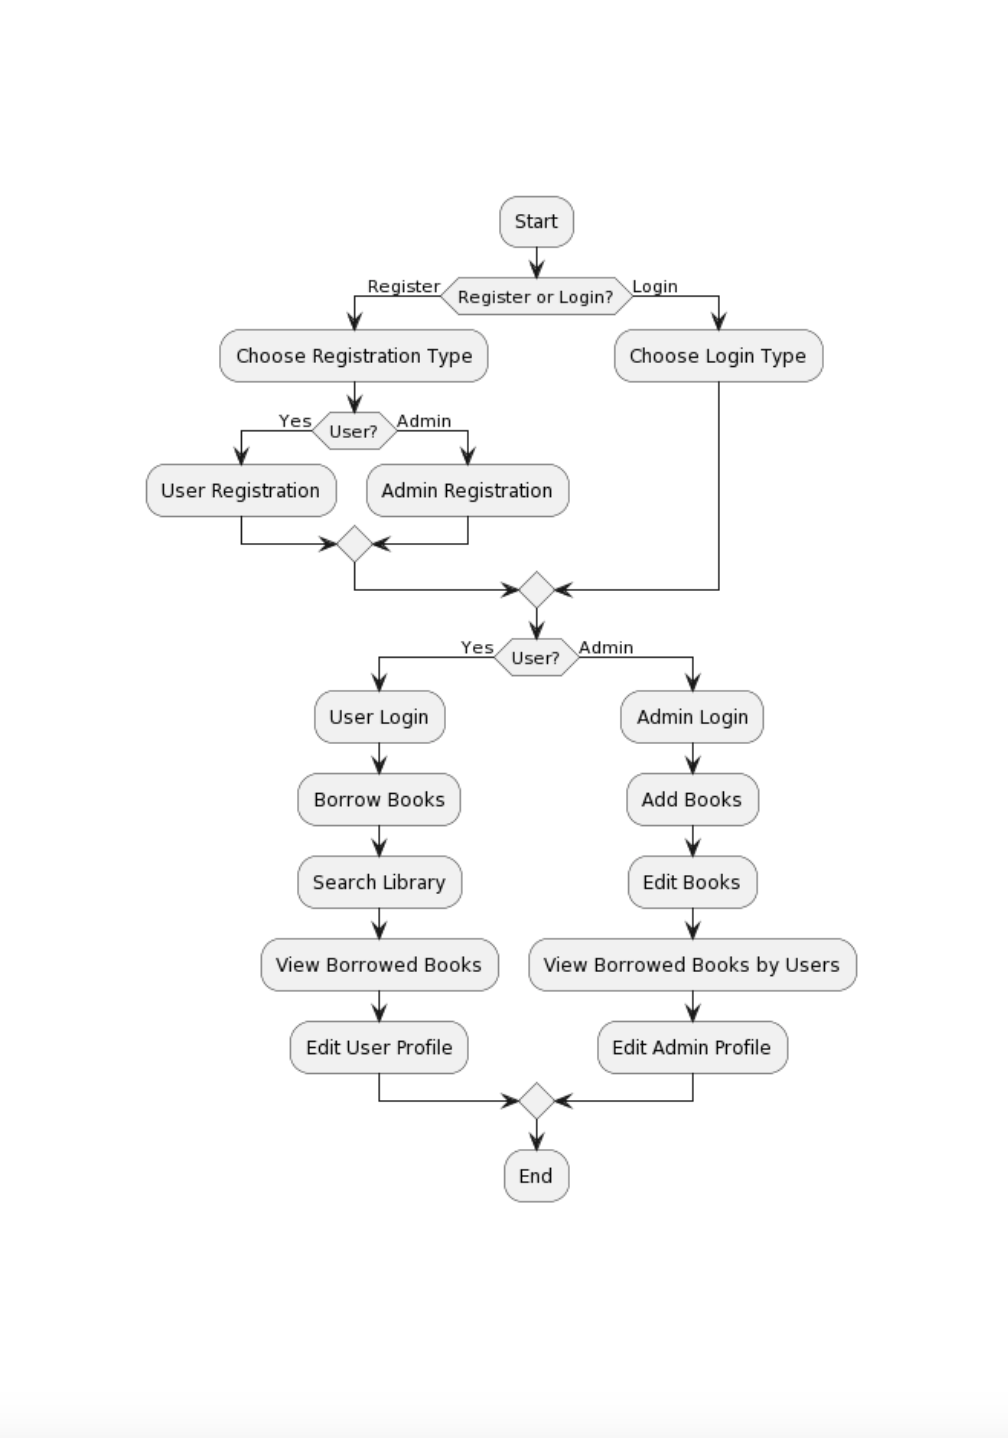 Start
Register
Register or Login?
Login
Choose Registration Type
Choose Login Type
Yes
User?
Admin
User Registration
Admin Registration
Yes
User?
Admin
User Login
Admin Login
Borrow Books
Add Books
Search Library
Edit Books
View Borrowed Books
View Borrowed Books by Users
Edit User Profile
Edit Admin Profile
End